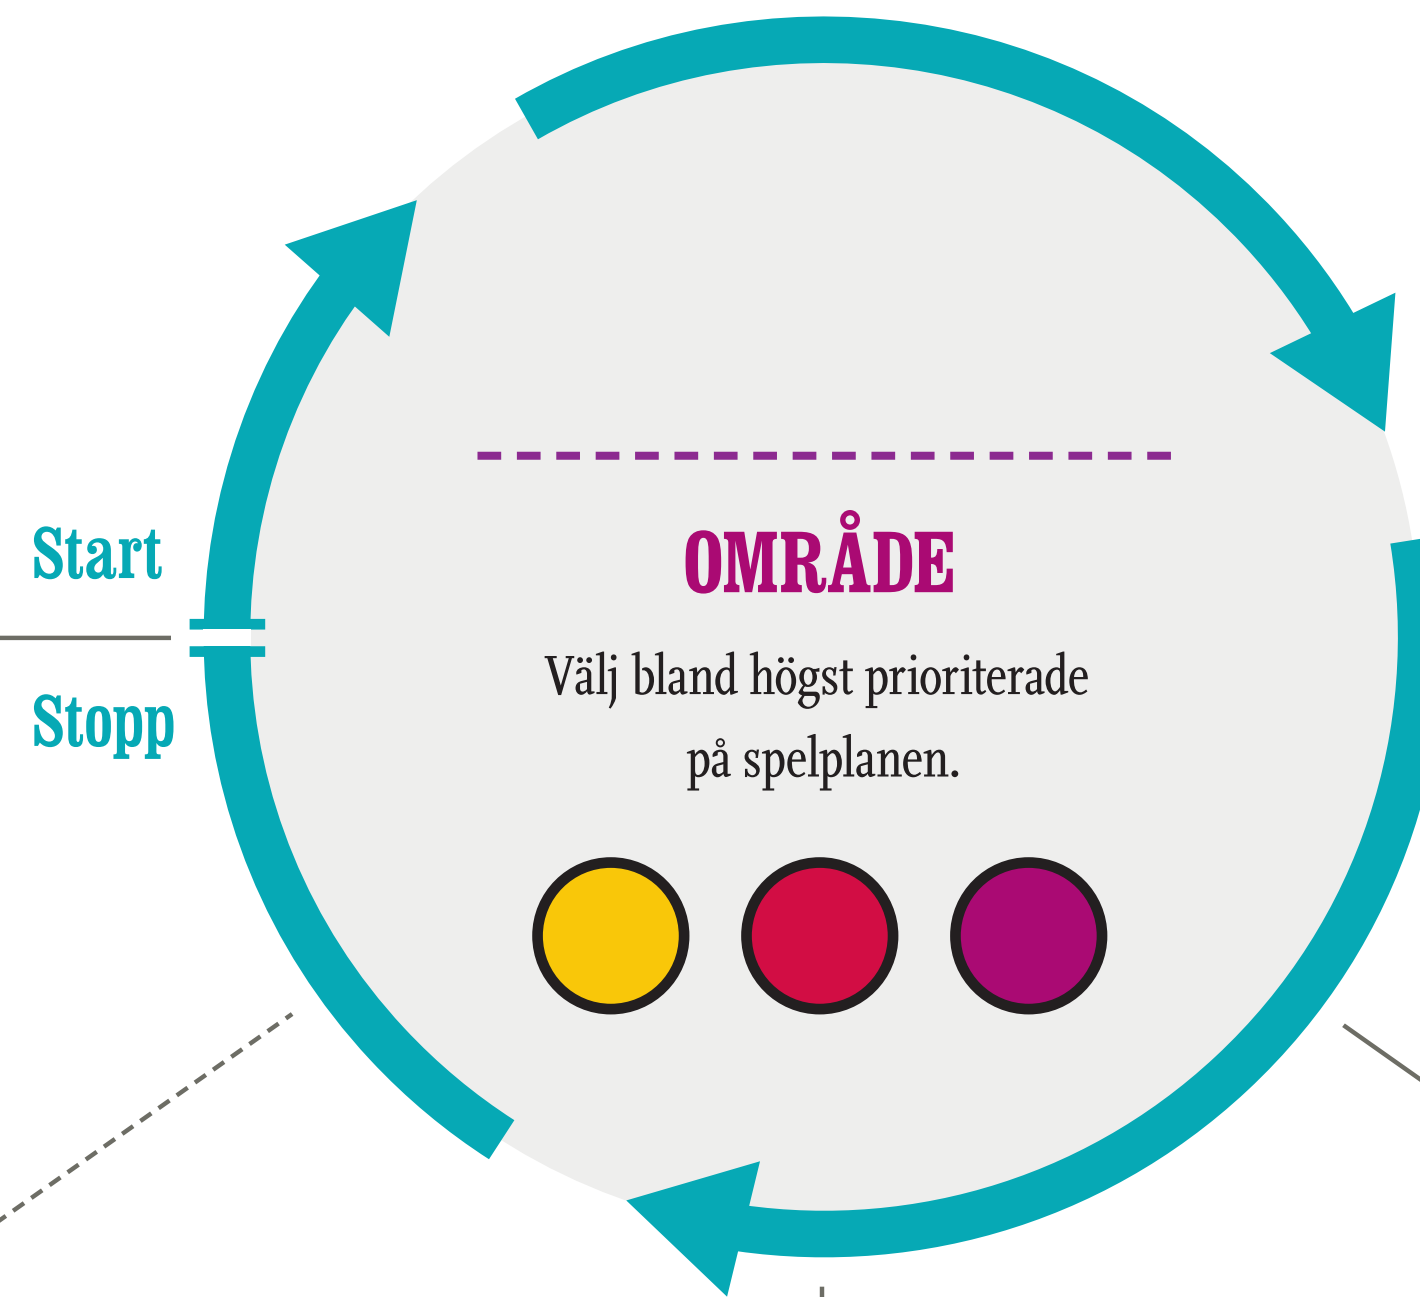 Start
Stopp
OMRÅDE
Välj bland högst prioriterade
på spelplanen.